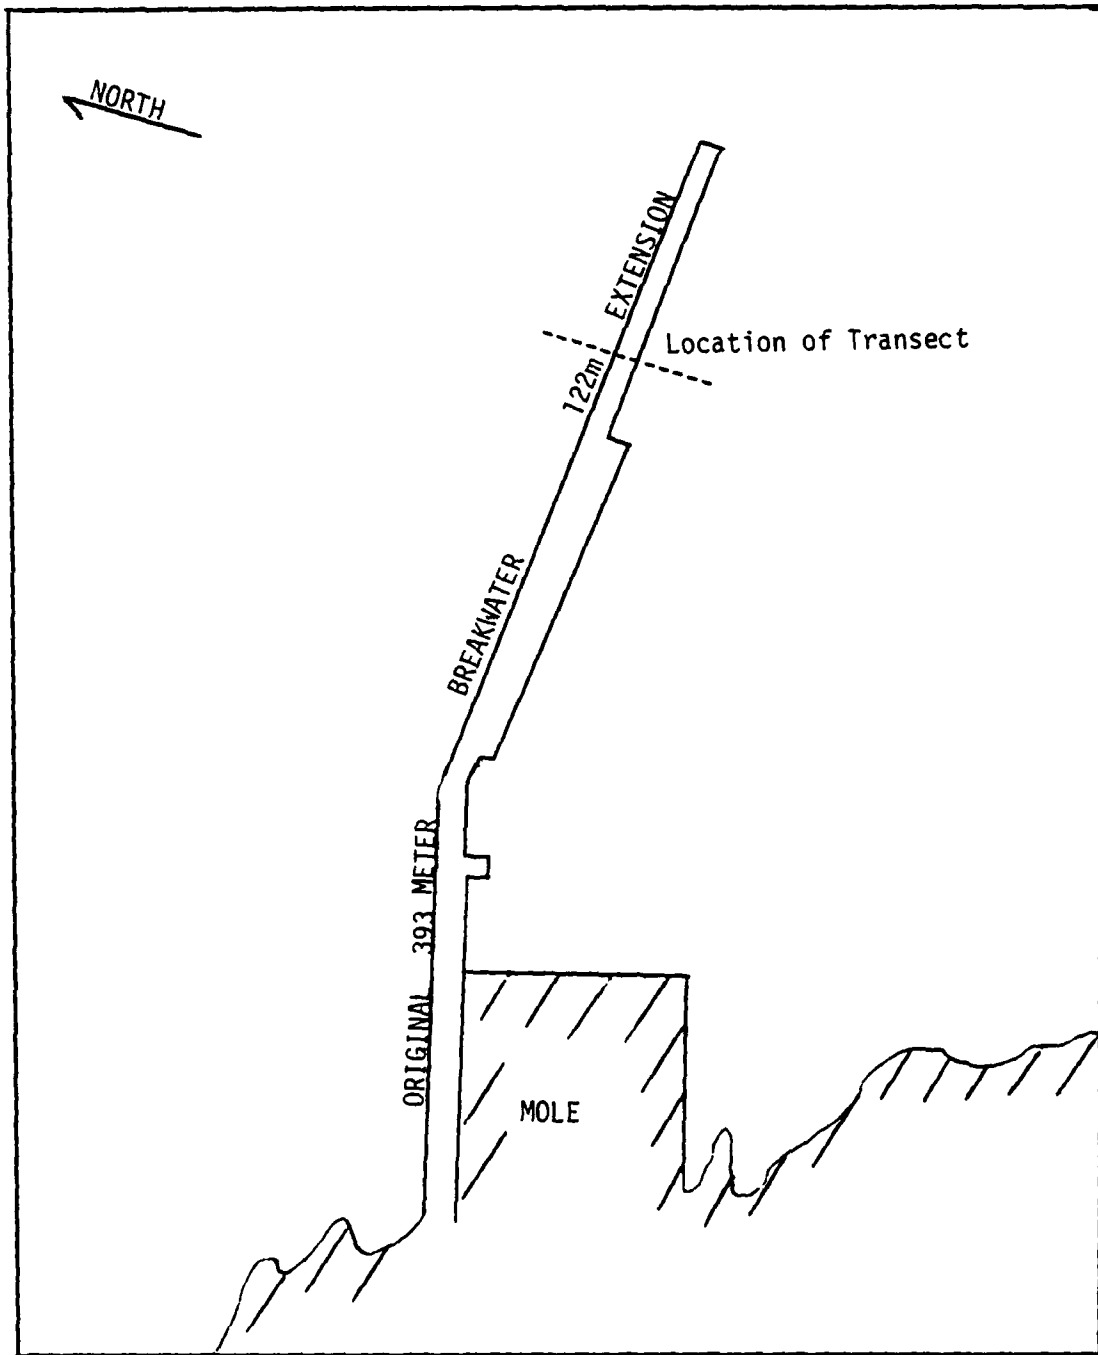 NORTH
122m EXTENSION
Location of Transect
ORIGINAL 393 METER BREAKWATER
MOLE